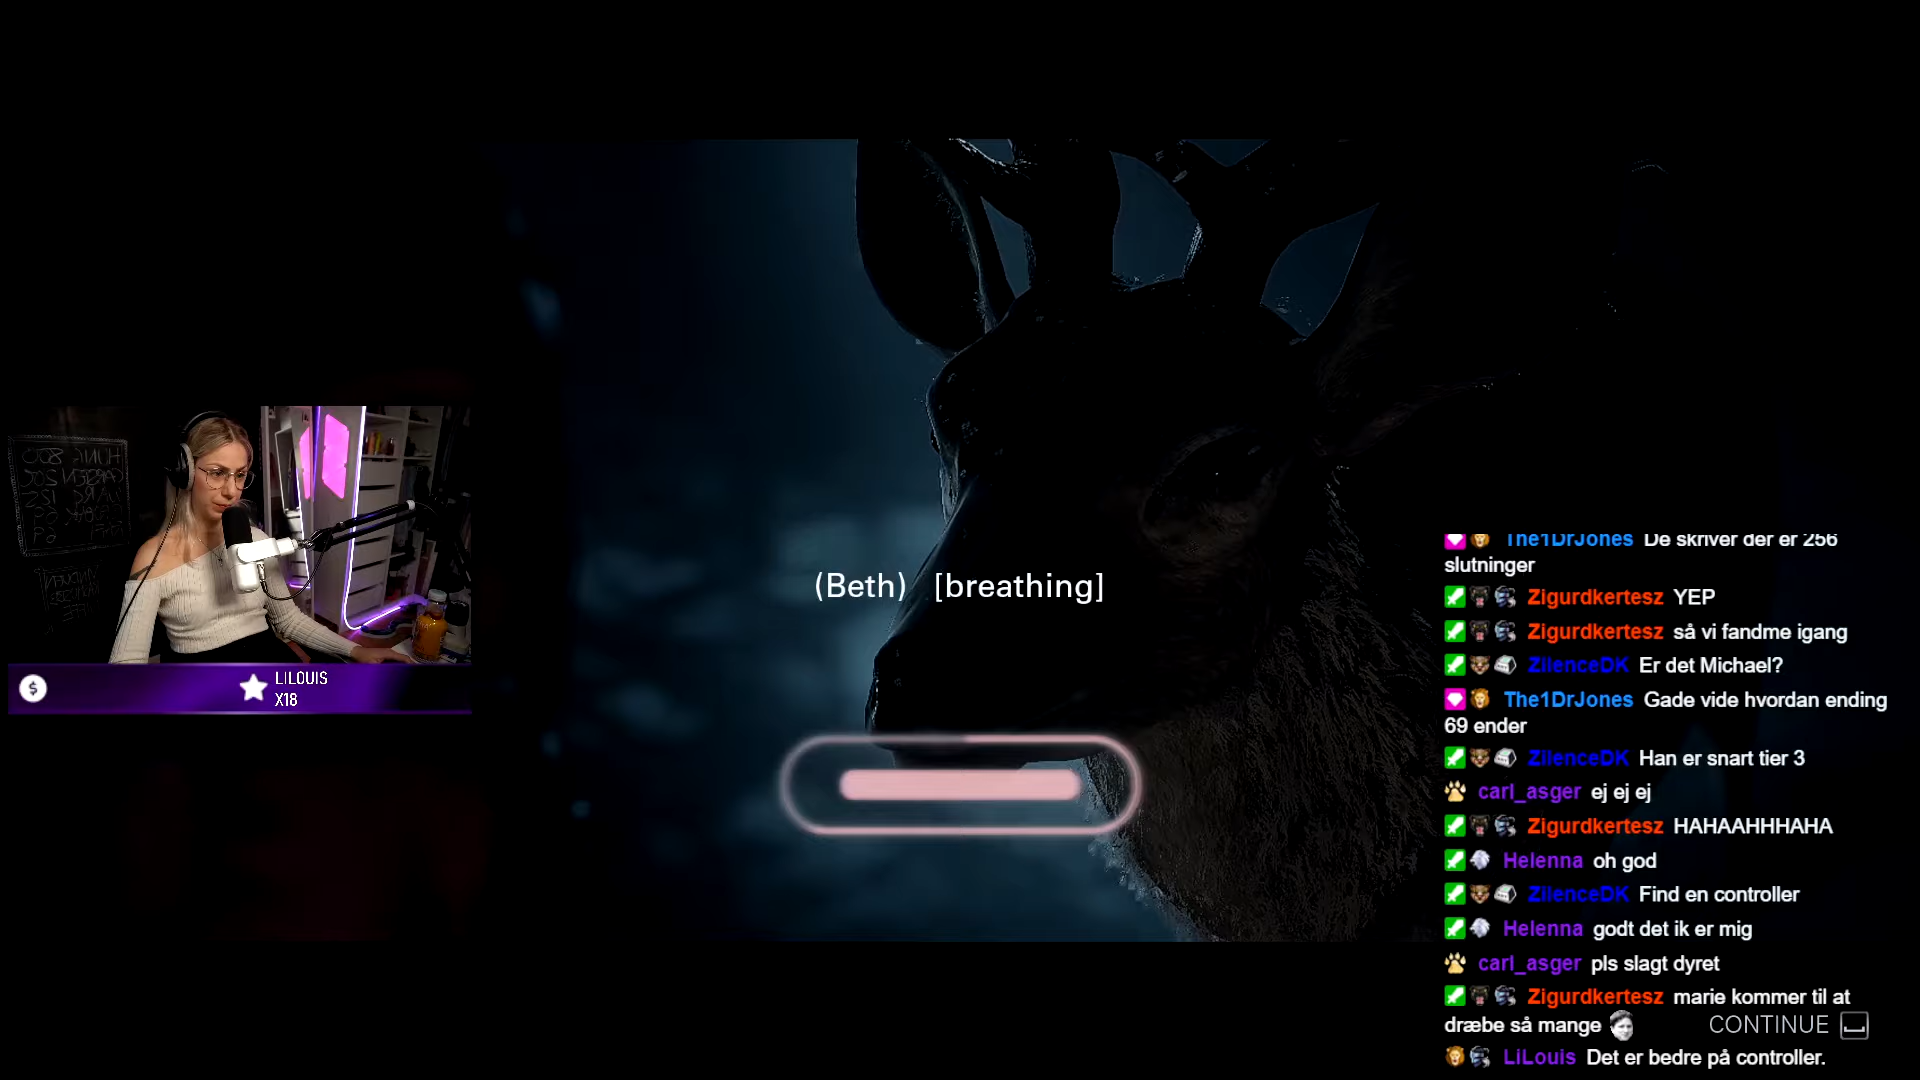 (Beth) [breathing]
LILOUIS
X18
$
The1DrJones De skriver der er 256
slutninger
Zigurdkertesz YEP
Zigurdkertesz så vi fandme igang
ZilenceDK Er det Michael?
The1DrJones Gade vide hvordan ending
69 ender
ZilenceDK Han er snart tier 3
carl_asger ej ej ej
Zigurdkertesz HAHAAHHHAHA
Helenna oh god
ZilenceDK Find en controller
Helenna godt det ik er mig
carl_asger pls slagt dyret
Zigurdkertesz marie kommer til at
dræbe så mange
CONTINUE
LiLouis Det er bedre på controller.